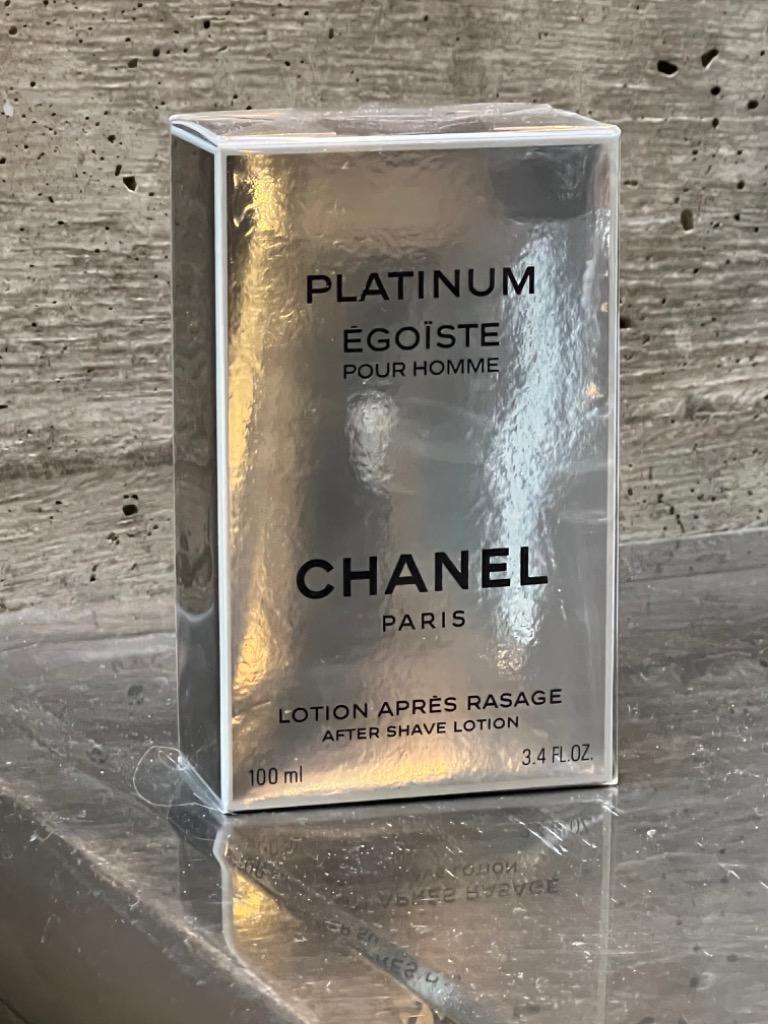 PLATINUM
ÉGOÏSTE
POUR HOMME
CHANEL
PARIS
LOTION APRÈS RASAGE
AFTER SHAVE LOTION
100 ml 3.4 FL.OZ.